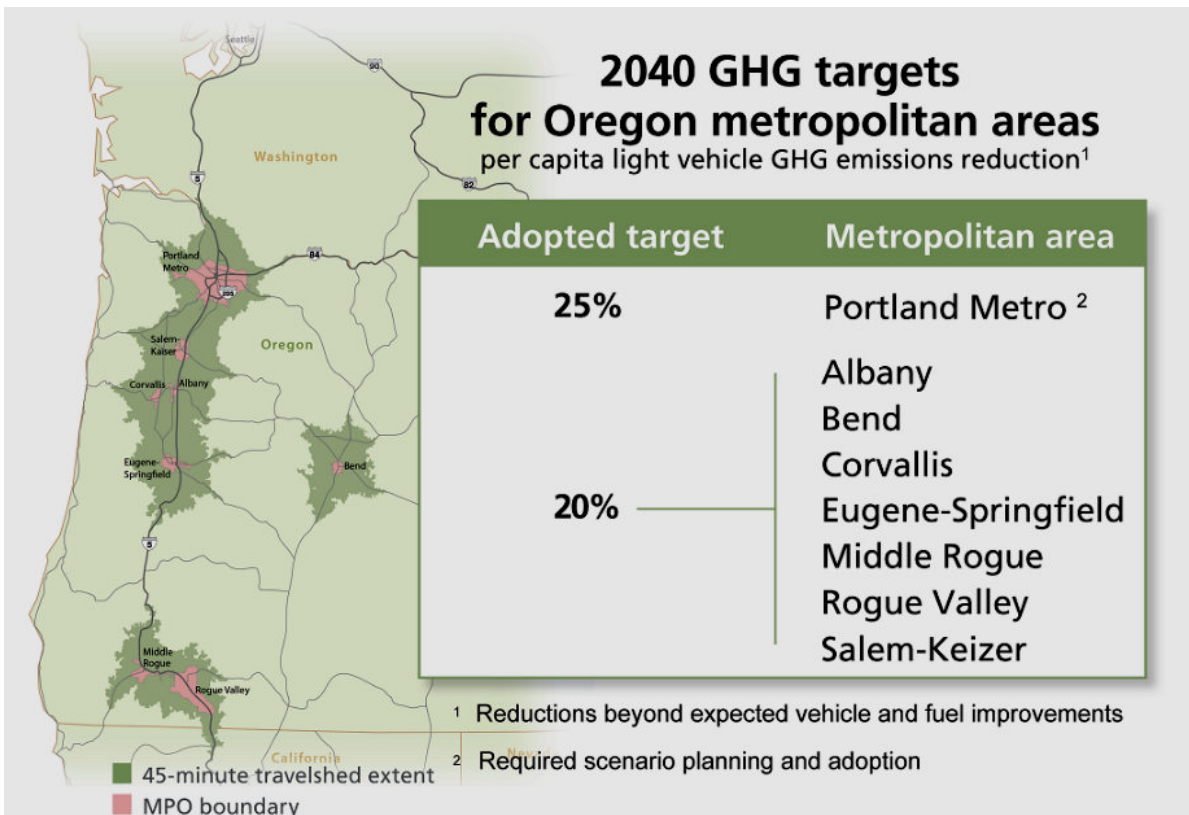 2040 GHG targets
for Oregon metropolitan areas
per capita light vehicle GHG emissions reduction¹
Adopted target
Metropolitan area
25%
Portland Metro ²
20%
Albany
Bend
Corvallis
Eugene-Springfield
Middle Rogue
Rogue Valley
Salem-Keizer
¹ Reductions beyond expected vehicle and fuel improvements
² Required scenario planning and adoption
Seattle
90
Washington
5
82
Portland
Metro
84
205
Salem-
Kaiser
Oregon
Corvallis
Albany
Eugene-
Springfield
Bend
5
Middle
Rogue
Rogue Valley
California
45-minute travelshed extent
MPO boundary